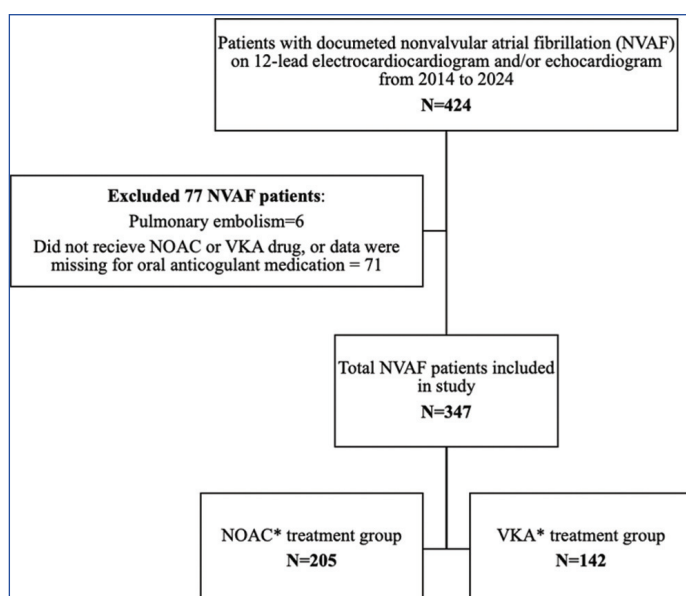 Patients with documeted nonvalvular atrial fibrillation (NVAF)
on 12-lead electrocardiocardiogram and/or echocardiogram
from 2014 to 2024
N=424
Excluded 77 NVAF patients:
Pulmonary embolism=6
Did not recieve NOAC or VKA drug, or data were
missing for oral anticogulant medication = 71
Total NVAF patients included
in study
N=347
NOAC* treatment group
N=205
VKA* treatment group
N=142